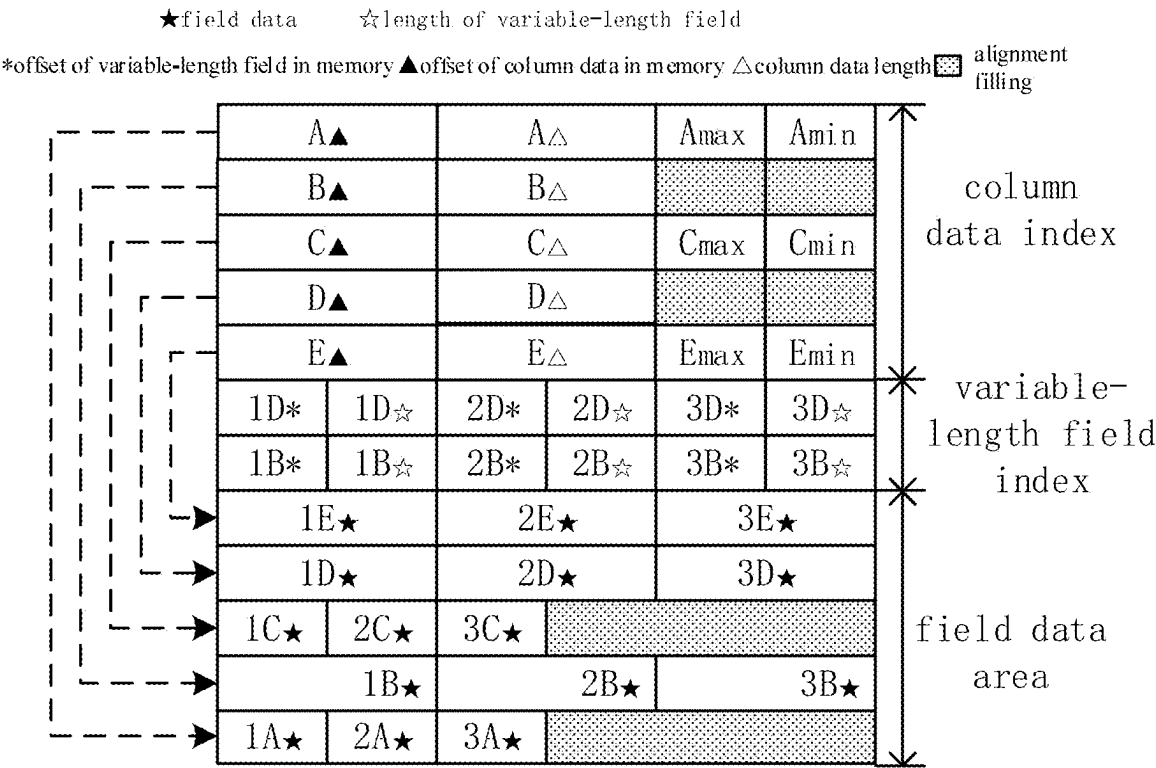 ★field data ☆length of variable-length field
*offset of variable-length field in memory ▲offset of column data in memory △column data length alignment
filling
A▲ A△ Amax Amin
B▲ B△
C▲ C△ Cmax Cmin
D▲ D△
E▲ E△ Emax Emin
column
data index
1D* 1D☆ 2D* 2D☆ 3D* 3D☆
1B* 1B☆ 2B* 2B☆ 3B* 3B☆
variable-
length field
index
1E★ 2E★ 3E★
1D★ 2D★ 3D★
1C★ 2C★ 3C★
1B★ 2B★ 3B★
1A★ 2A★ 3A★
field data
area